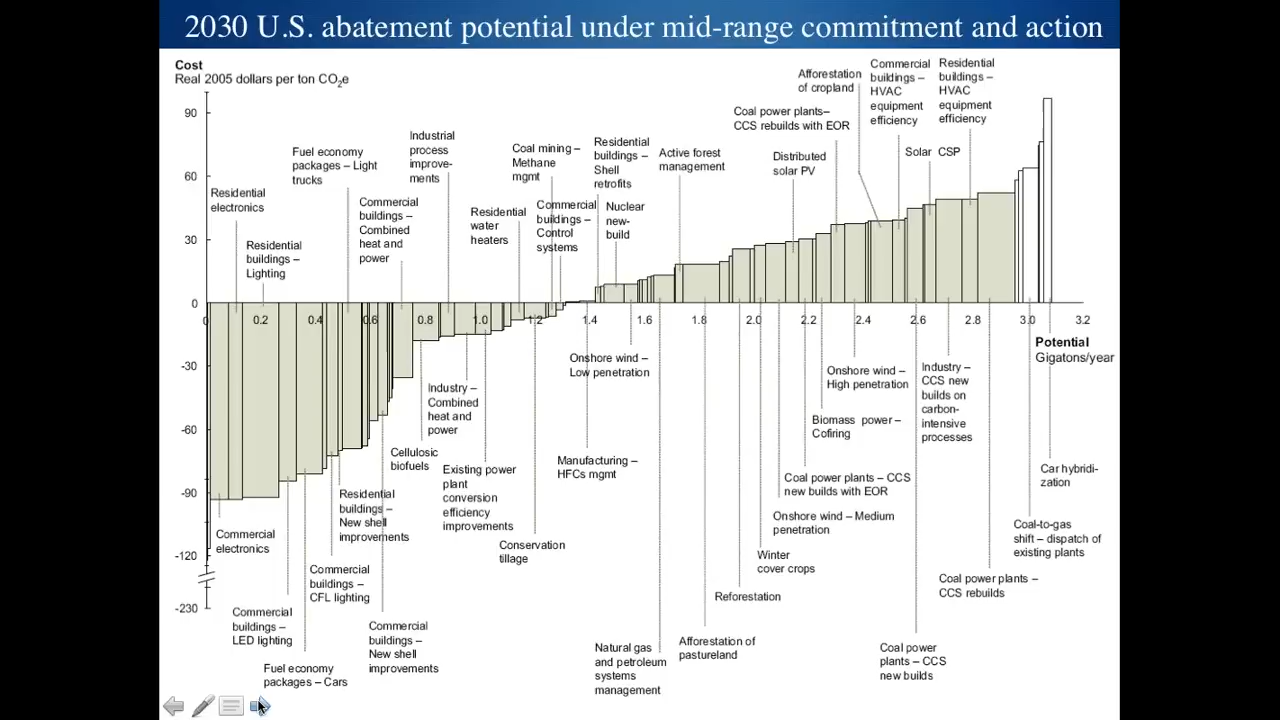 2030 U.S. abatement potential under mid-range commitment and action
Cost
Real 2005 dollars per ton CO2e
90
60
30
0
-30
-60
-90
-120
-230
Residential
electronics
Residential
buildings –
Lighting
Fuel economy
packages – Light
trucks
Commercial
buildings –
Combined
heat and
power
Industrial
process
improve-
ments
Residential
water
heaters
Coal mining –
Methane
mgmt
Commercial
buildings –
Control
systems
Residential
buildings –
Shell
retrofits
Nuclear
new-
build
Active forest
management
Coal power plants–
CCS rebuilds with EOR
Distributed
solar PV
Afforestation
of cropland
Commercial
buildings –
HVAC
equipment
efficiency
Solar CSP
Residential
buildings –
HVAC
equipment
efficiency
0 0.2 0.4 0.6 0.8 1.0 1.2 1.4 1.6 1.8 2.0 2.2 2.4 2.6 2.8 3.0 3.2
Potential
Gigatons/year
Commercial
electronics
Commercial
buildings –
LED lighting
Fuel economy
packages – Cars
Commercial
buildings –
CFL lighting
Residential
buildings –
New shell
improvements
Commercial
buildings –
New shell
improvements
Cellulosic
biofuels
Industry –
Combined
heat and
power
Existing power
plant
conversion
efficiency
improvements
Conservation
tillage
Manufacturing –
HFCs mgmt
Onshore wind –
Low penetration
Natural gas
and petroleum
systems
management
Afforestation of
pastureland
Reforestation
Winter
cover crops
Onshore wind – Medium
penetration
Coal power plants – CCS
new builds with EOR
Biomass power –
Cofiring
Onshore wind –
High penetration
Coal power
plants – CCS
new builds
Industry –
CCS new
builds on
carbon-
intensive
processes
Coal power plants –
CCS rebuilds
Coal-to-gas
shift – dispatch of
existing plants
Car hybridi-
zation